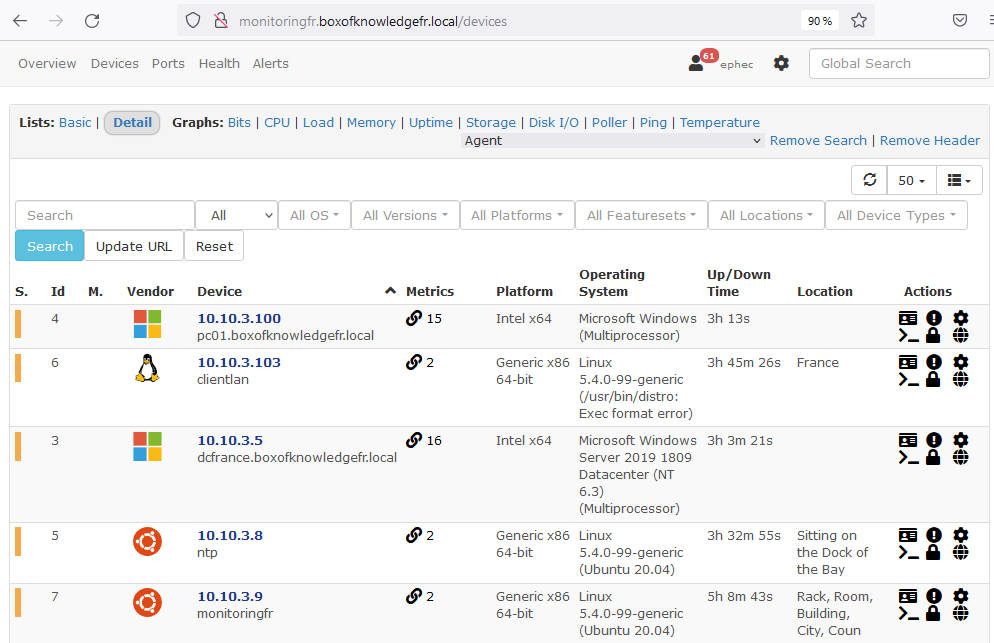 monitoringfr.boxofknowledgefr.local/devices
90%
Overview Devices Ports Health Alerts
61
ephec
Global Search
Lists: Basic | Detail Graphs: Bits | CPU | Load | Memory | Uptime | Storage | Disk I/O | Poller | Ping | Temperature
Agent Remove Search | Remove Header
50
Search All All OS All Versions All Platforms All Featuresets All Locations All Device Types
Search Update URL Reset
Operating Up/Down
S. Id M. Vendor Device Metrics Platform System Time Location Actions
4 10.10.3.100 15 Intel x64 Microsoft Windows 3h 13s
pc01.boxofknowledgefr.local (Multiprocessor)
6 10.10.3.103 2 Generic x86 Linux 3h 45m 26s France
clientlan 64-bit 5.4.0-99-generic
(/usr/bin/distro:
Exec format error)
3 10.10.3.5 16 Intel x64 Microsoft Windows 3h 3m 21s
dcfrance.boxofknowledgefr.local Server 2019 1809
Datacenter (NT
6.3)
(Multiprocessor)
5 10.10.3.8 2 Generic x86 Linux 3h 32m 55s Sitting on
ntp 64-bit 5.4.0-99-generic the Dock of
(Ubuntu 20.04) the Bay
7 10.10.3.9 2 Generic x86 Linux 5h 8m 43s Rack, Room,
monitoringfr 64-bit 5.4.0-99-generic Building,
(Ubuntu 20.04) City, Coun